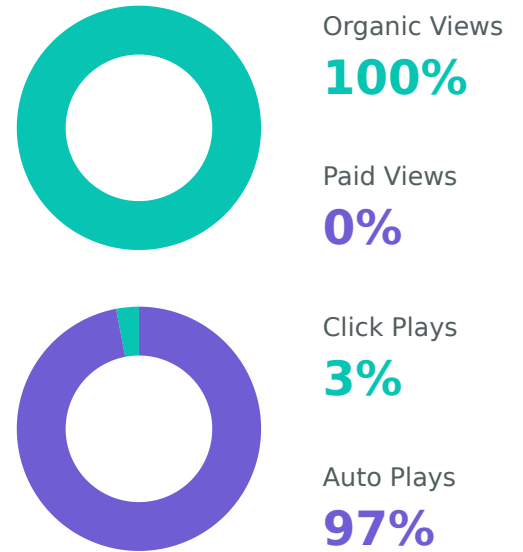 Organic Views
100%
Paid Views
0%
Click Plays
3%
Auto Plays
97%